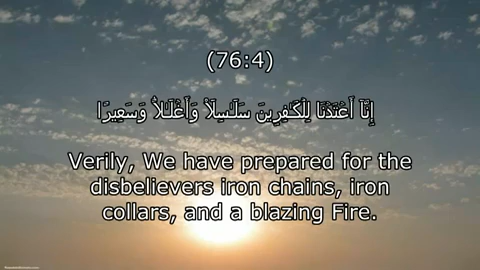 (76:4)
إِنَّآ أَعْتَدْنَا لِلْكَـٰفِرِينَ سَلَـٰسِلَا۟ وَأَغْلَـٰلًا وَسَعِيرًا
Verily, We have prepared for the
disbelievers iron chains, iron
collars, and a blazing Fire.